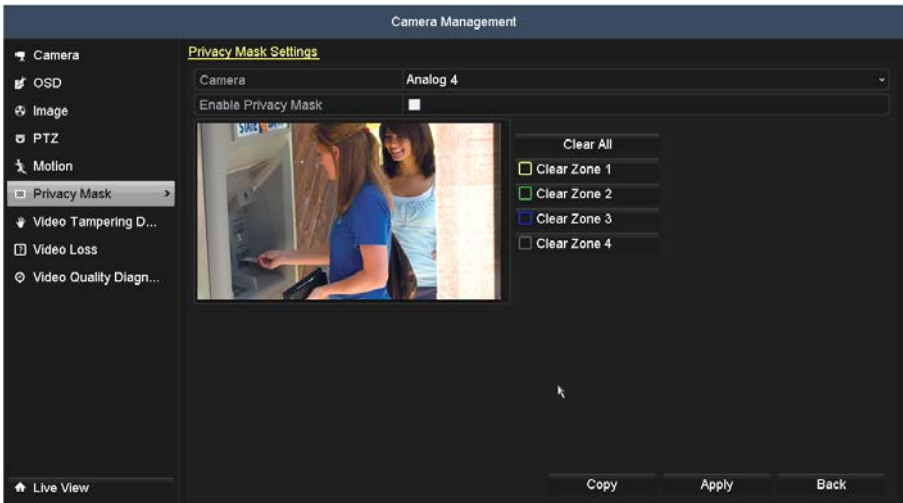 Camera Management
Camera
OSD
Image
PTZ
Motion
Privacy Mask
Video Tampering D...
Video Loss
Video Quality Diagn...
Live View
Privacy Mask Settings
Camera Analog 4
Enable Privacy Mask
STATE
Clear All
Clear Zone 1
Clear Zone 2
Clear Zone 3
Clear Zone 4
Copy Apply Back